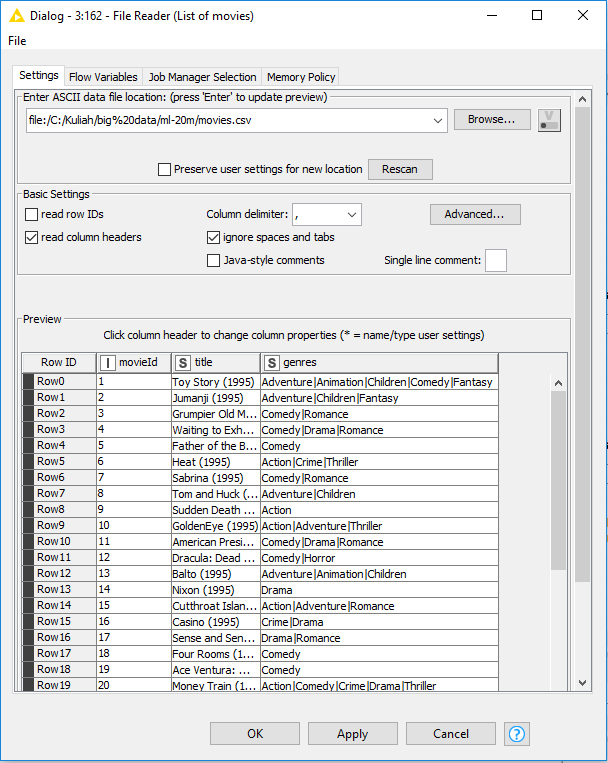 Dialog - 3:162 - File Reader (List of movies)
File
Settings Flow Variables Job Manager Selection Memory Policy
Enter ASCII data file location: (press 'Enter' to update preview)
file:/C:/Kuliah/big%20data/ml-20m/movies.csv Browse... V
Preserve user settings for new location Rescan
Basic Settings
read row IDs Column delimiter: , Advanced...
read column headers ignore spaces and tabs
Java-style comments Single line comment:
Preview
Click column header to change column properties (* = name/type user settings)
Row ID I movieId S title S genres
Row0 1 Toy Story (1995) Adventure|Animation|Children|Comedy|Fantasy
Row1 2 Jumanji (1995) Adventure|Children|Fantasy
Row2 3 Grumpier Old M... Comedy|Romance
Row3 4 Waiting to Exh... Comedy|Drama|Romance
Row4 5 Father of the B... Comedy
Row5 6 Heat (1995) Action|Crime|Thriller
Row6 7 Sabrina (1995) Comedy|Romance
Row7 8 Tom and Huck (... Adventure|Children
Row8 9 Sudden Death ... Action
Row9 10 GoldenEye (1995) Action|Adventure|Thriller
Row10 11 American Presi... Comedy|Drama|Romance
Row11 12 Dracula: Dead ... Comedy|Horror
Row12 13 Balto (1995) Adventure|Animation|Children
Row13 14 Nixon (1995) Drama
Row14 15 Cutthroat Islan... Action|Adventure|Romance
Row15 16 Casino (1995) Crime|Drama
Row16 17 Sense and Sen... Drama|Romance
Row17 18 Four Rooms (1... Comedy
Row18 19 Ace Ventura: ... Comedy
Row19 20 Money Train (1... Action|Comedy|Crime|Drama|Thriller
OK Apply Cancel ?